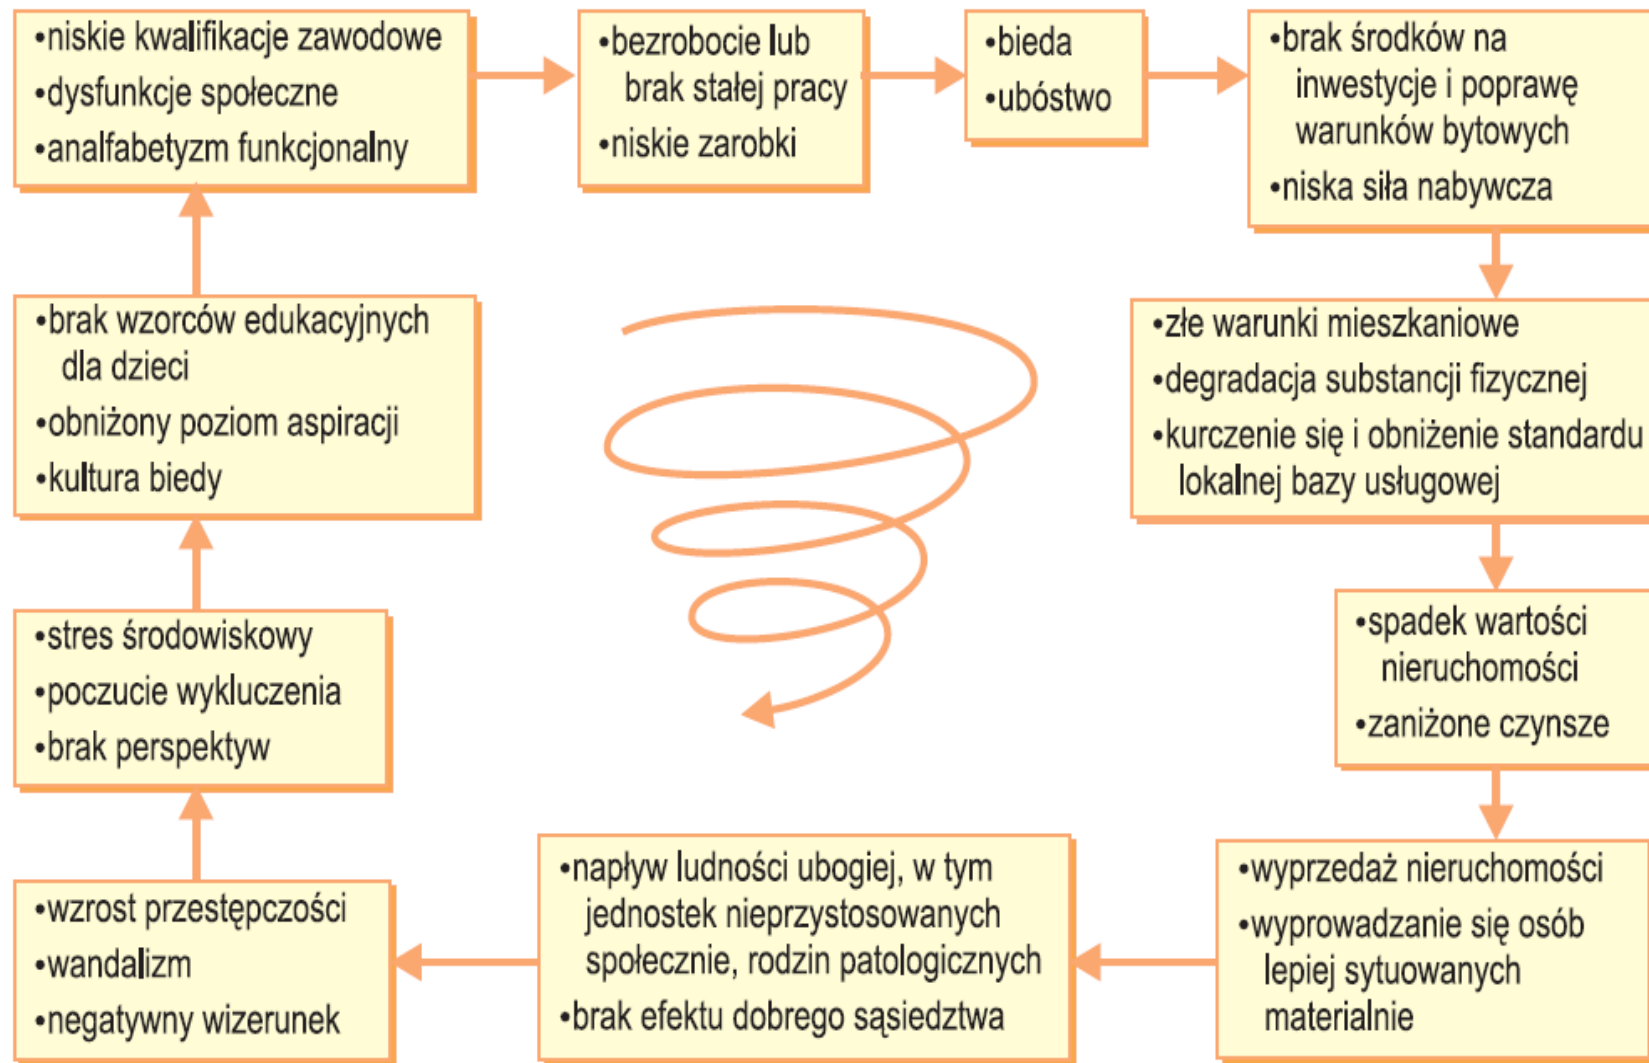 •niskie kwalifikacje zawodowe
•dysfunkcje społeczne
•analfabetyzm funkcjonalny
•bezrobocie lub
brak stałej pracy
•niskie zarobki
•bieda
•ubóstwo
•brak środków na
inwestycje i poprawę
warunków bytowych
•niska siła nabywcza
•złe warunki mieszkaniowe
•degradacja substancji fizycznej
•kurczenie się i obniżenie standardu
lokalnej bazy usługowej
•spadek wartości
nieruchomości
•zaniżone czynsze
•wyprzedaż nieruchomości
•wyprowadzanie się osób
lepiej sytuowanych
materialnie
•napływ ludności ubogiej, w tym
jednostek nieprzystosowanych
społecznie, rodzin patologicznych
•brak efektu dobrego sąsiedztwa
•wzrost przestępczości
•wandalizm
•negatywny wizerunek
•stres środowiskowy
•poczucie wykluczenia
•brak perspektyw
•brak wzorców edukacyjnych
dla dzieci
•obniżony poziom aspiracji
•kultura biedy